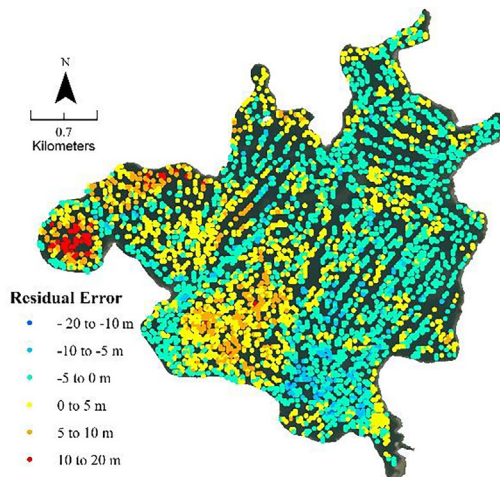 N
0.7
Kilometers
Residual Error
- 20 to -10 m
-10 to -5 m
-5 to 0 m
0 to 5 m
5 to 10 m
10 to 20 m